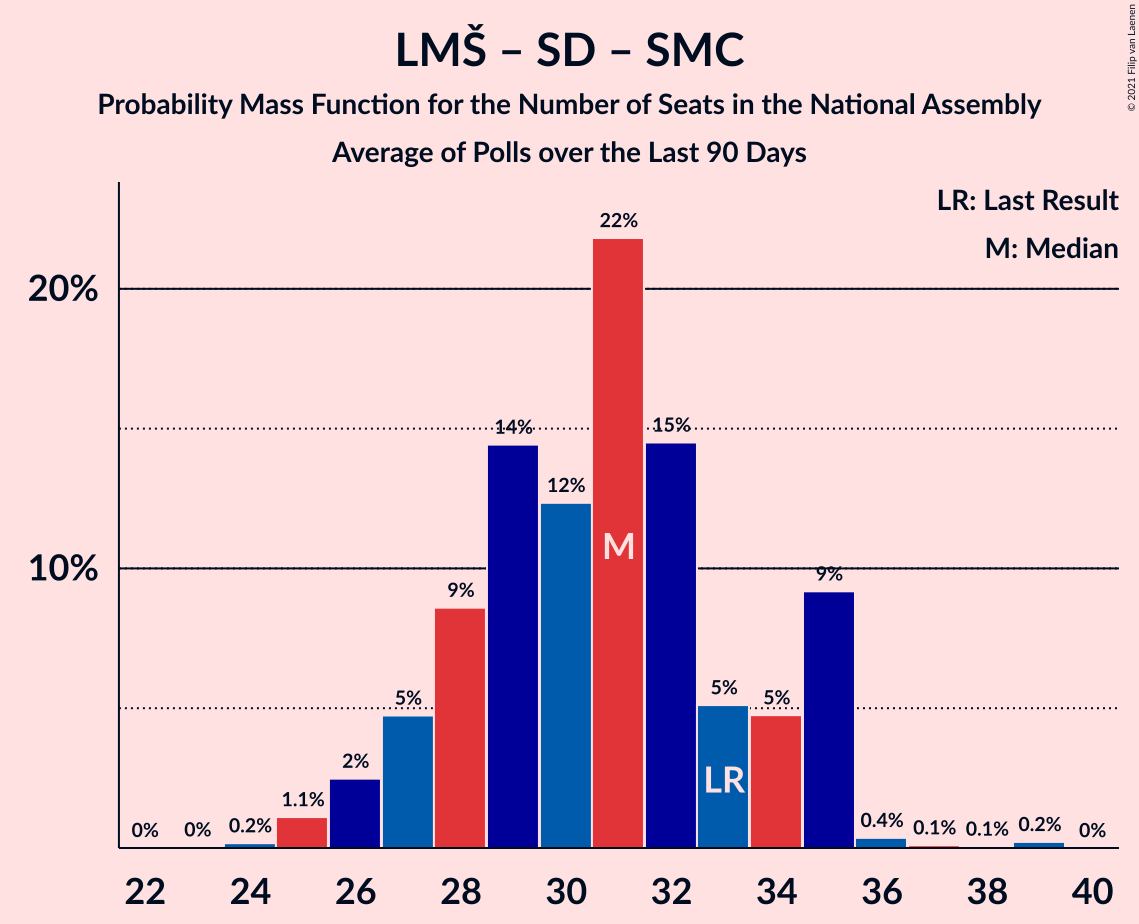 LMŠ – SD – SMC
Probability Mass Function for the Number of Seats in the National Assembly
Average of Polls over the Last 90 Days
© 2021 Filip van Laenen
LR: Last Result
M: Median
20%
10%
0%
0%
0.2%
1.1%
2%
5%
9%
14%
12%
22%
15%
5%
5%
9%
0.4%
0.1%
0.1%
0.2%
0%
M
LR
22 24 26 28 30 32 34 36 38 40